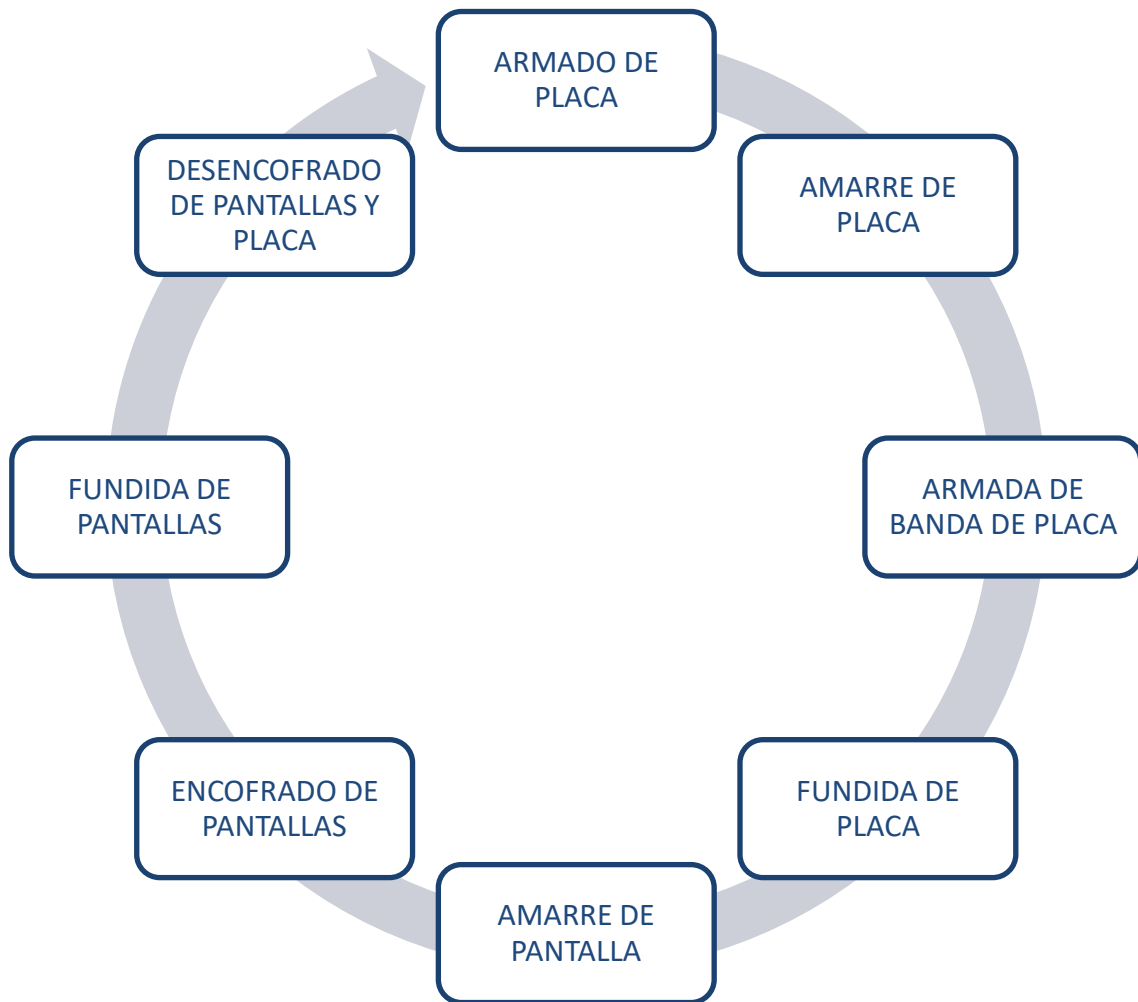 ARMADO DE
PLACA
AMARRE DE
PLACA
ARMADA DE
BANDA DE PLACA
FUNDIDA DE
PLACA
AMARRE DE
PANTALLA
ENCOFRADO DE
PANTALLAS
FUNDIDA DE
PANTALLAS
DESENCOFRADO
DE PANTALLAS Y
PLACA